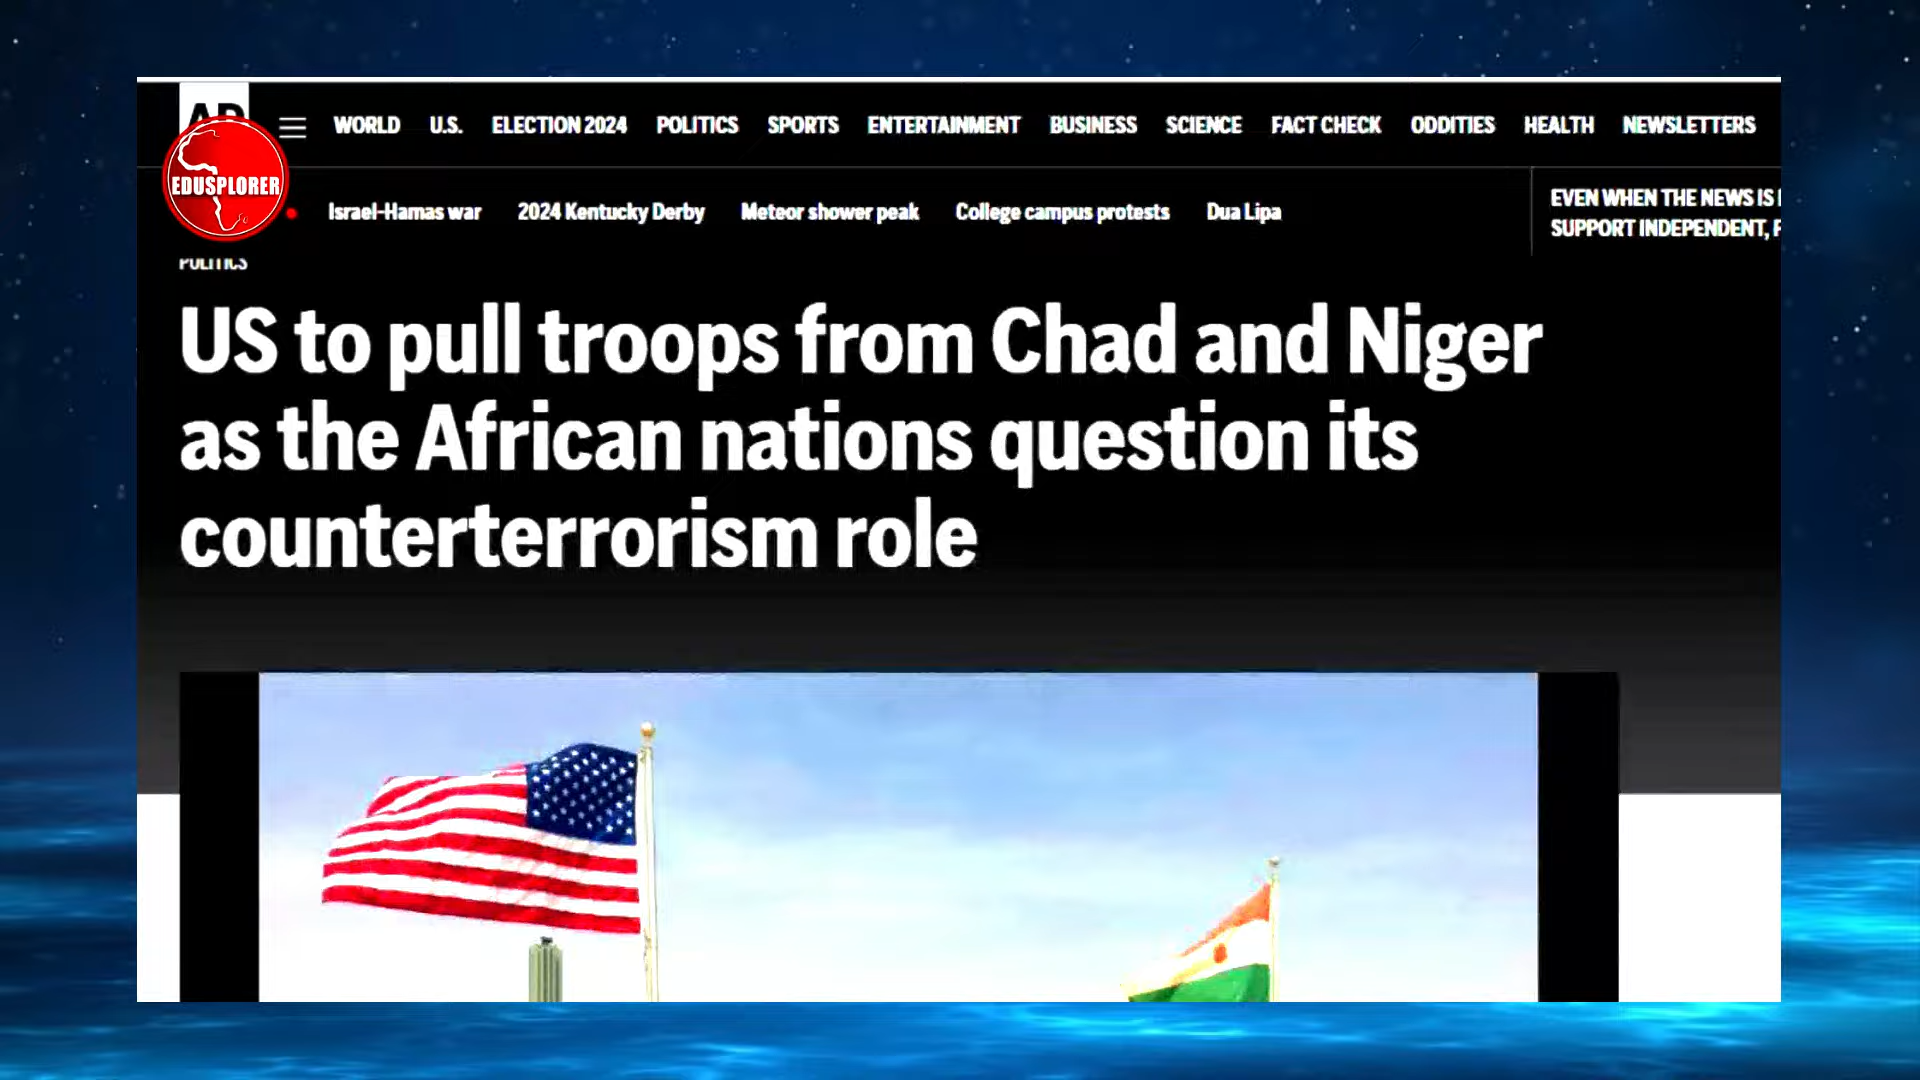 AP
WORLD U.S. ELECTION 2024 POLITICS SPORTS ENTERTAINMENT BUSINESS SCIENCE FACT CHECK ODDITIES HEALTH NEWSLETTERS
EDUSPLORER
Israel-Hamas war 2024 Kentucky Derby Meteor shower peak College campus protests Dua Lipa
EVEN WHEN THE NEWS IS
SUPPORT INDEPENDENT,
POLITICS
US to pull troops from Chad and Niger
as the African nations question its
counterterrorism role